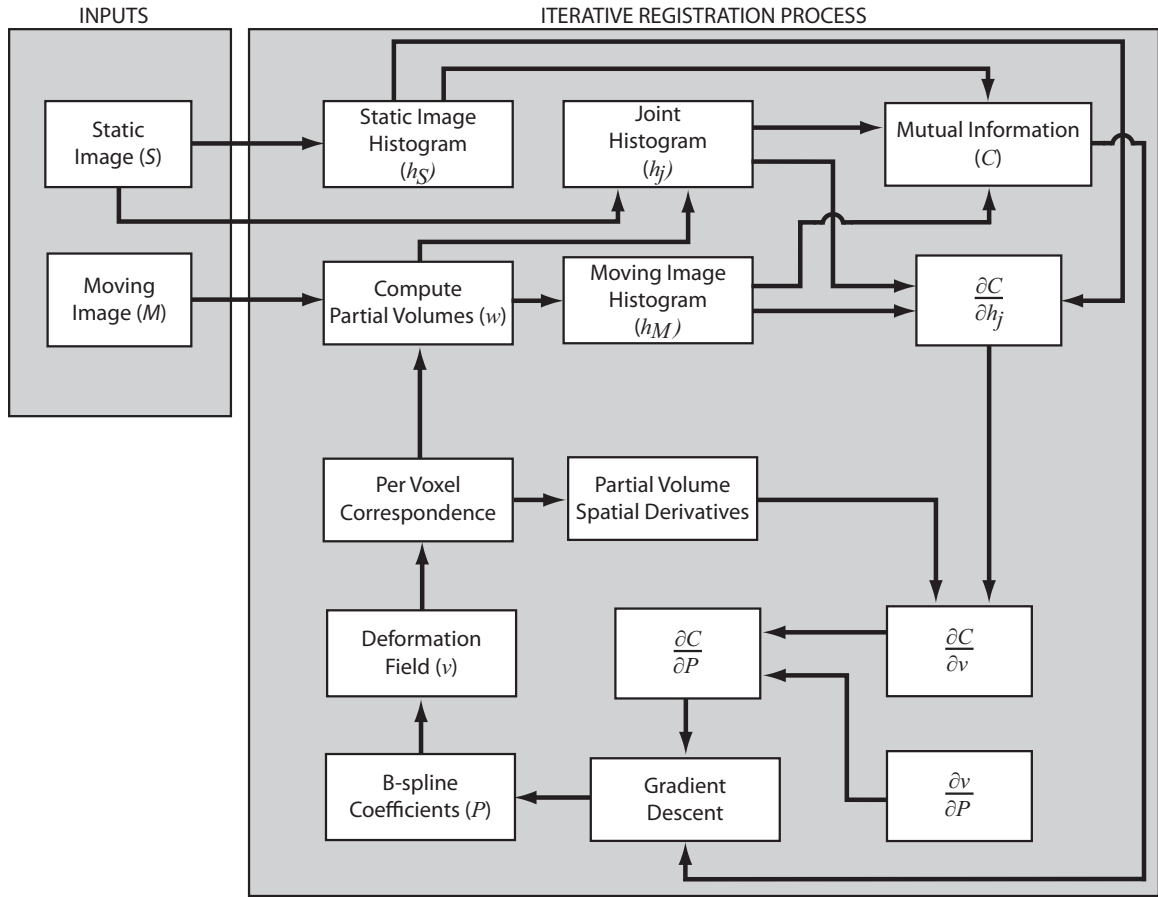 INPUTS
ITERATIVE REGISTRATION PROCESS
Static
Image (S)
Static Image
Histogram
(hS)
Joint
Histogram
(hj)
Mutual Information
(C)
Moving
Image (M)
Compute
Partial Volumes (w)
Moving Image
Histogram
(hM)
∂C
∂hj
Per Voxel
Correspondence
Partial Volume
Spatial Derivatives
Deformation
Field (v)
∂C
∂P
∂C
∂v
B-spline
Coefficients (P)
Gradient
Descent
∂v
∂P